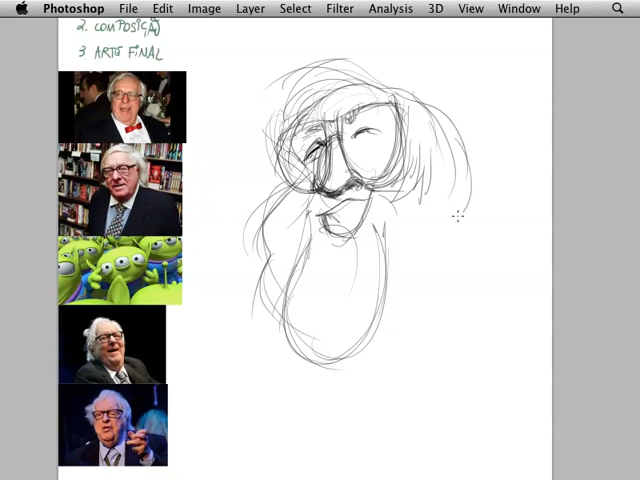 Photoshop File Edit Image Layer Select Filter Analysis 3D View Window Help
2. COMPOSIÇÃO
3 ARTE FINAL